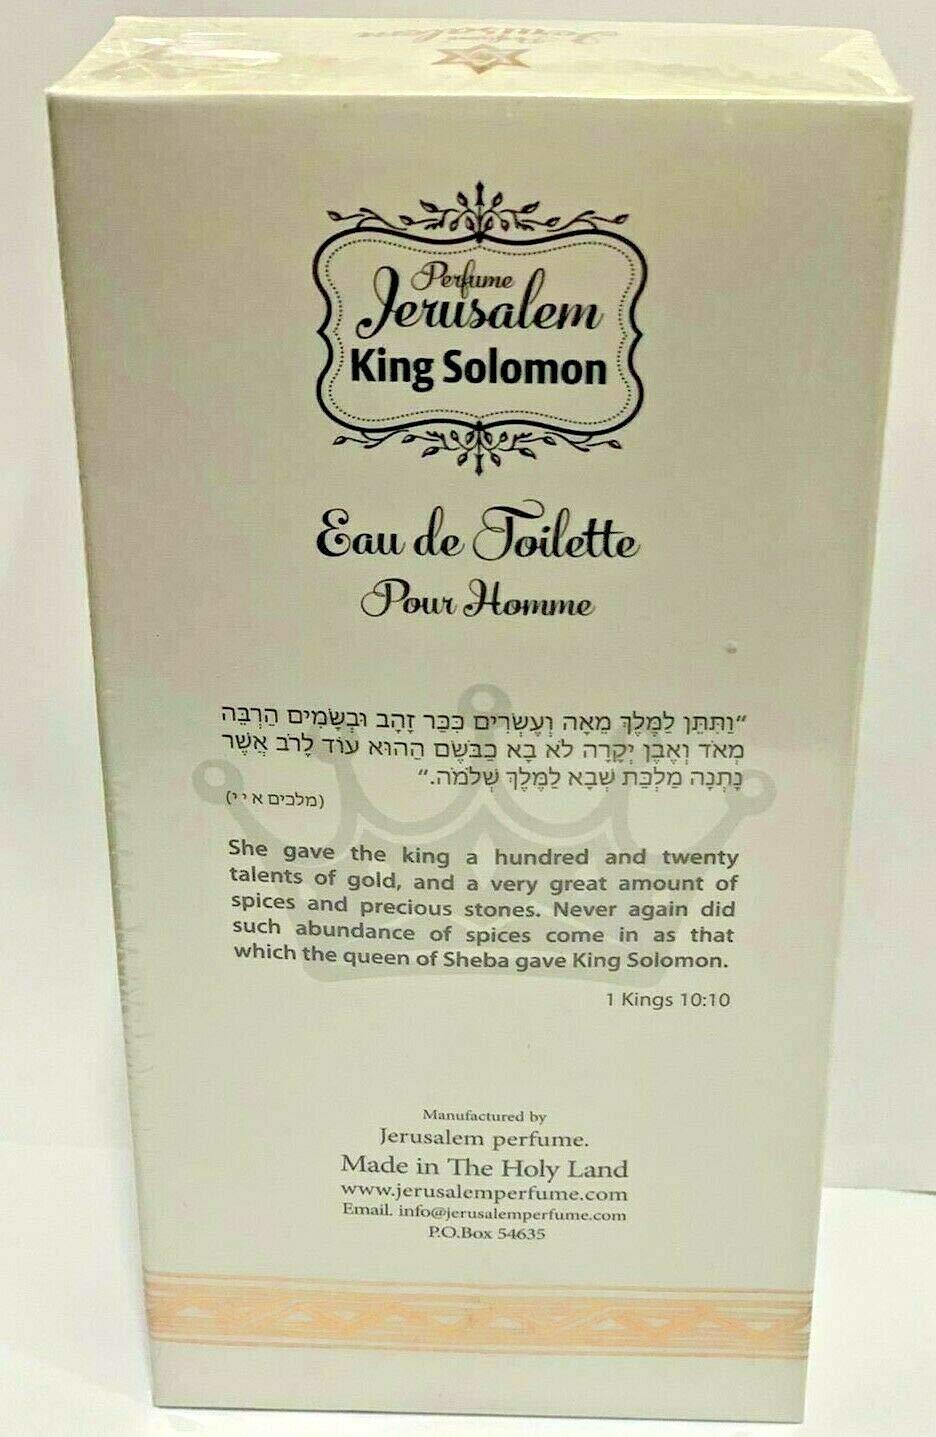 Perfume
Jerusalem
Perfume
Jerusalem
King Solomon
Eau de Toilette
Pour Homme
"וַתִּתֵּן לַמֶּלֶךְ מֵאָה וְעֶשְׂרִים כִּכַּר זָהָב וּבְשָׂמִים הַרְבֵּה
מְאֹד וְאֶבֶן יְקָרָה לֹא בָא כַבֹּשֶׂם הַהוּא עוֹד לָרֹב אֲשֶׁר
נָתְנָה מַלְכַּת שְׁבָא לַמֶּלֶךְ שְׁלֹמֹה."
(מלכים א י י)
She gave the king a hundred and twenty
talents of gold, and a very great amount of
spices and precious stones. Never again did
such abundance of spices come in as that
which the queen of Sheba gave King Solomon.
1 Kings 10:10
Manufactured by
Jerusalem perfume.
Made in The Holy Land
www.jerusalemperfume.com
Email. info@jerusalemperfume.com
P.O.Box 54635